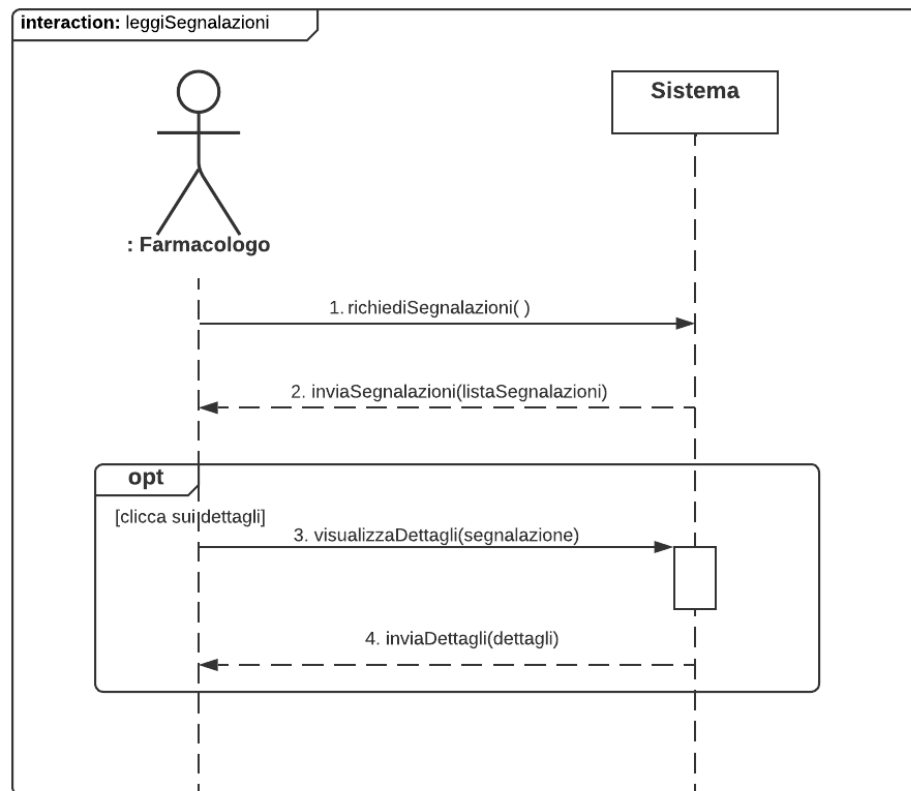 interaction: leggiSegnalazioni
Sistema
: Farmacologo
1. richiediSegnalazioni( )
2. inviaSegnalazioni(listaSegnalazioni)
opt
[clicca sui dettagli]
3. visualizzaDettagli(segnalazione)
4. inviaDettagli(dettagli)